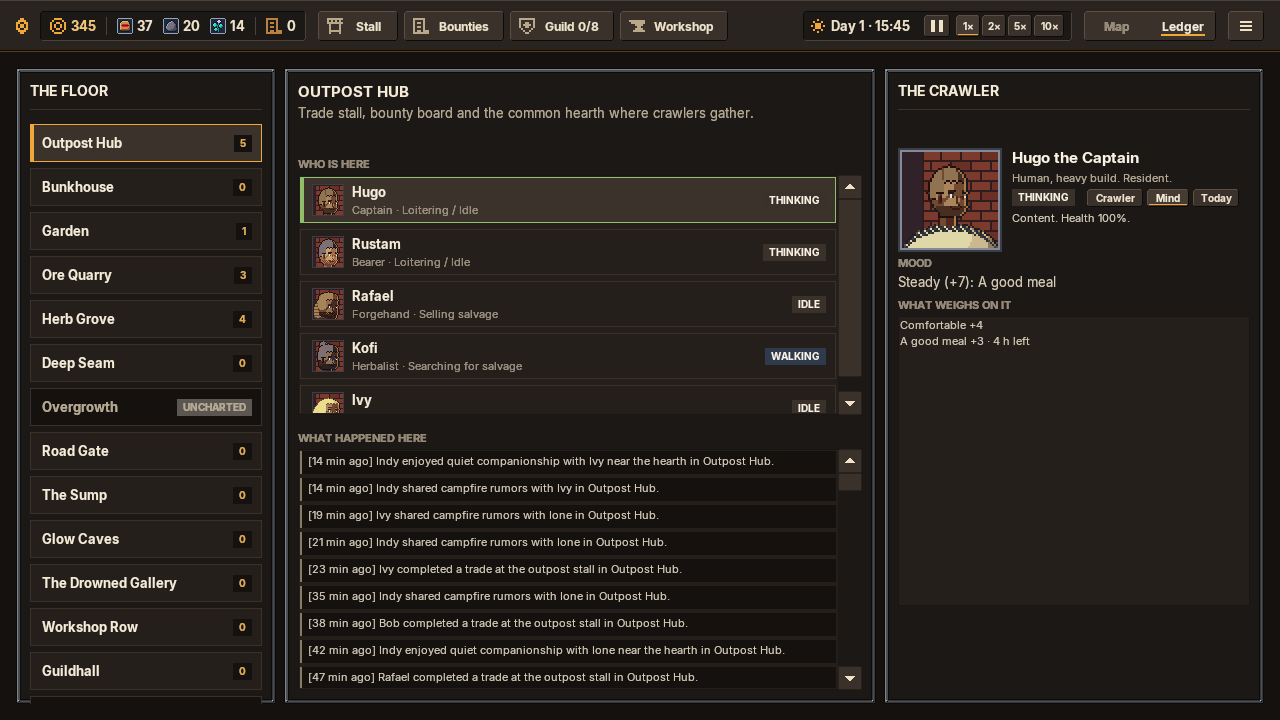 345
37
20
14
0
Stall
Bounties
Guild 0/8
Workshop
Day 1 · 15:45
1×
2×
5×
10×
Map
Ledger
THE FLOOR
Outpost Hub 5
Bunkhouse 0
Garden 1
Ore Quarry 3
Herb Grove 4
Deep Seam 0
Overgrowth UNCHARTED
Road Gate 0
The Sump 0
Glow Caves 0
The Drowned Gallery 0
Workshop Row 0
Guildhall 0
OUTPOST HUB
Trade stall, bounty board and the common hearth where crawlers gather.
WHO IS HERE
Hugo
Captain · Loitering / Idle
THINKING
Rustam
Bearer · Loitering / Idle
THINKING
Rafael
Forgehand · Selling salvage
IDLE
Kofi
Herbalist · Searching for salvage
WALKING
Ivy
IDLE
WHAT HAPPENED HERE
[14 min ago] Indy enjoyed quiet companionship with Ivy near the hearth in Outpost Hub.
[14 min ago] Indy shared campfire rumors with Ivy in Outpost Hub.
[19 min ago] Ivy shared campfire rumors with Ione in Outpost Hub.
[21 min ago] Indy shared campfire rumors with Ione in Outpost Hub.
[23 min ago] Ivy completed a trade at the outpost stall in Outpost Hub.
[35 min ago] Indy shared campfire rumors with Ione in Outpost Hub.
[38 min ago] Bob completed a trade at the outpost stall in Outpost Hub.
[42 min ago] Indy enjoyed quiet companionship with Ione near the hearth in Outpost Hub.
[47 min ago] Rafael completed a trade at the outpost stall in Outpost Hub.
THE CRAWLER
Hugo the Captain
Human, heavy build. Resident.
THINKING
Crawler
Mind
Today
Content. Health 100%.
MOOD
Steady (+7): A good meal
WHAT WEIGHS ON IT
Comfortable +4
A good meal +3 · 4 h left